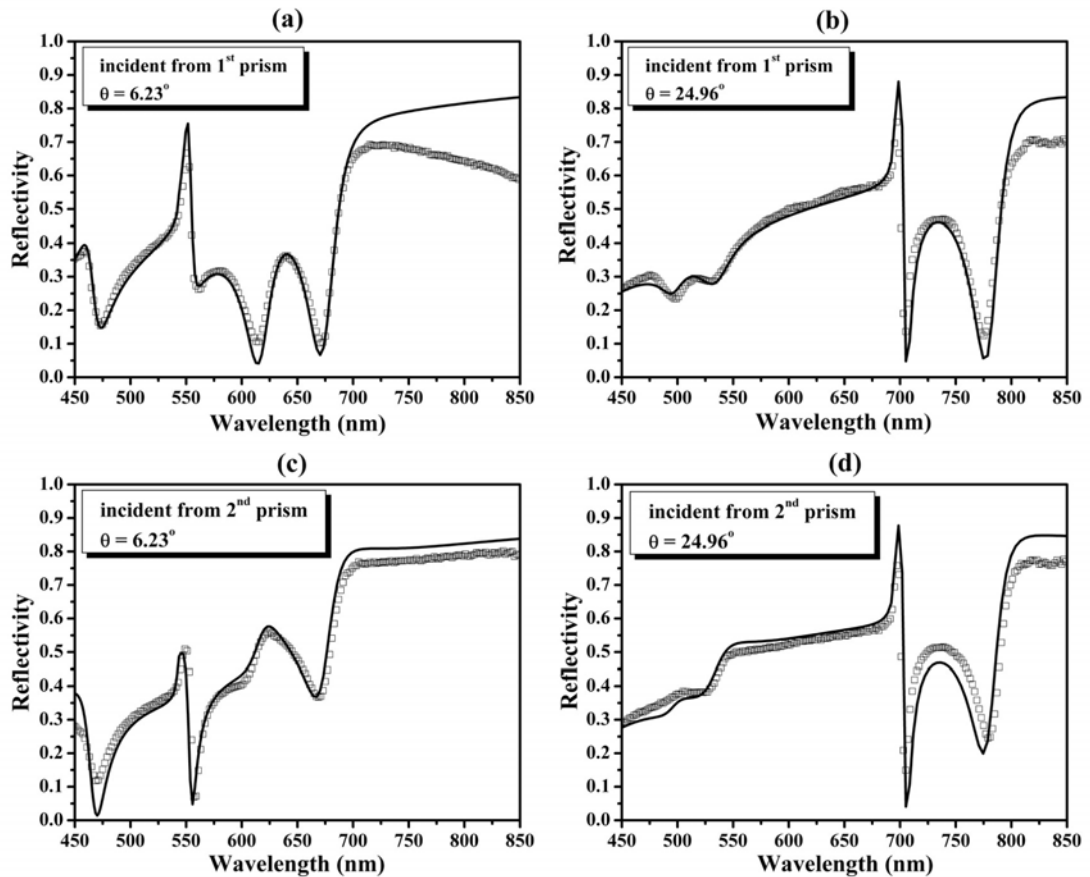 (a)
incident from 1st prism
θ = 6.23°
1.0
0.9
0.8
0.7
0.6
0.5
0.4
0.3
0.2
0.1
0.0
Reflectivity
450 500 550 600 650 700 750 800 850
Wavelength (nm)
(b)
incident from 1st prism
θ = 24.96°
1.0
0.9
0.8
0.7
0.6
0.5
0.4
0.3
0.2
0.1
0.0
Reflectivity
450 500 550 600 650 700 750 800 850
Wavelength (nm)
(c)
incident from 2nd prism
θ = 6.23°
1.0
0.9
0.8
0.7
0.6
0.5
0.4
0.3
0.2
0.1
0.0
Reflectivity
450 500 550 600 650 700 750 800 850
Wavelength (nm)
(d)
incident from 2nd prism
θ = 24.96°
1.0
0.9
0.8
0.7
0.6
0.5
0.4
0.3
0.2
0.1
0.0
Reflectivity
450 500 550 600 650 700 750 800 850
Wavelength (nm)